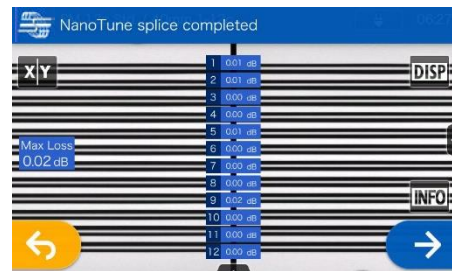 NanoTune splice completed
X Y
DISP
1 0.01 dB
2 0.01 dB
3 0.00 dB
4 0.00 dB
5 0.01 dB
6 0.00 dB
7 0.00 dB
8 0.00 dB
9 0.02 dB
10 0.00 dB
11 0.00 dB
12 0.00 dB
Max Loss
0.02 dB
INFO